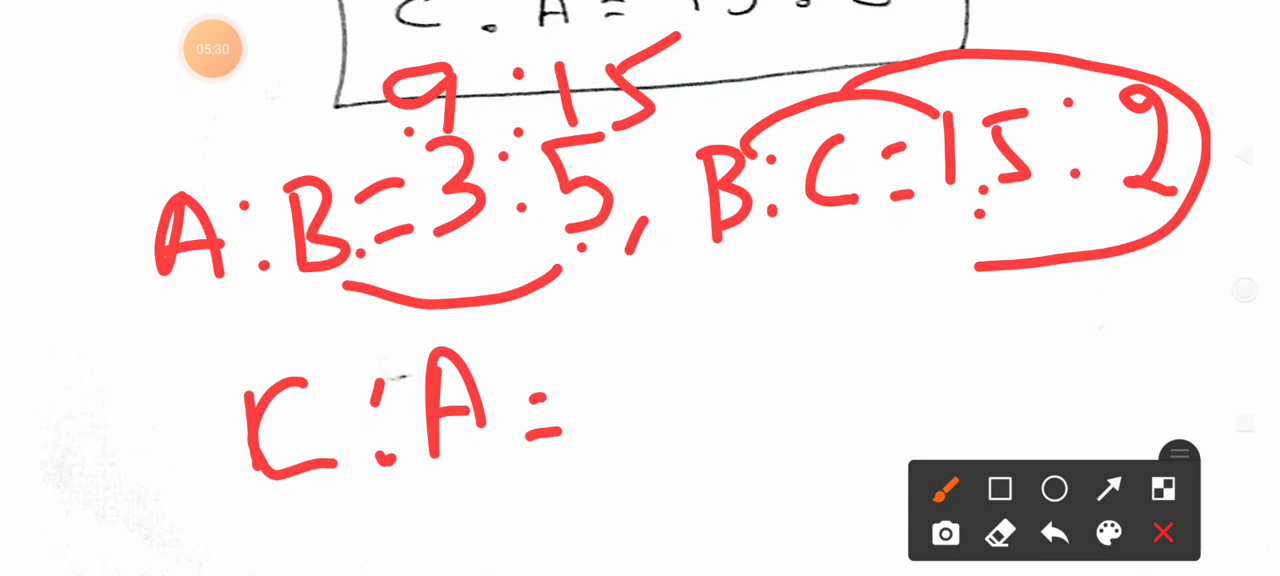 05:30
9 : 15
A : B = 3 : 5, B : C = 15 : 2
C : A =